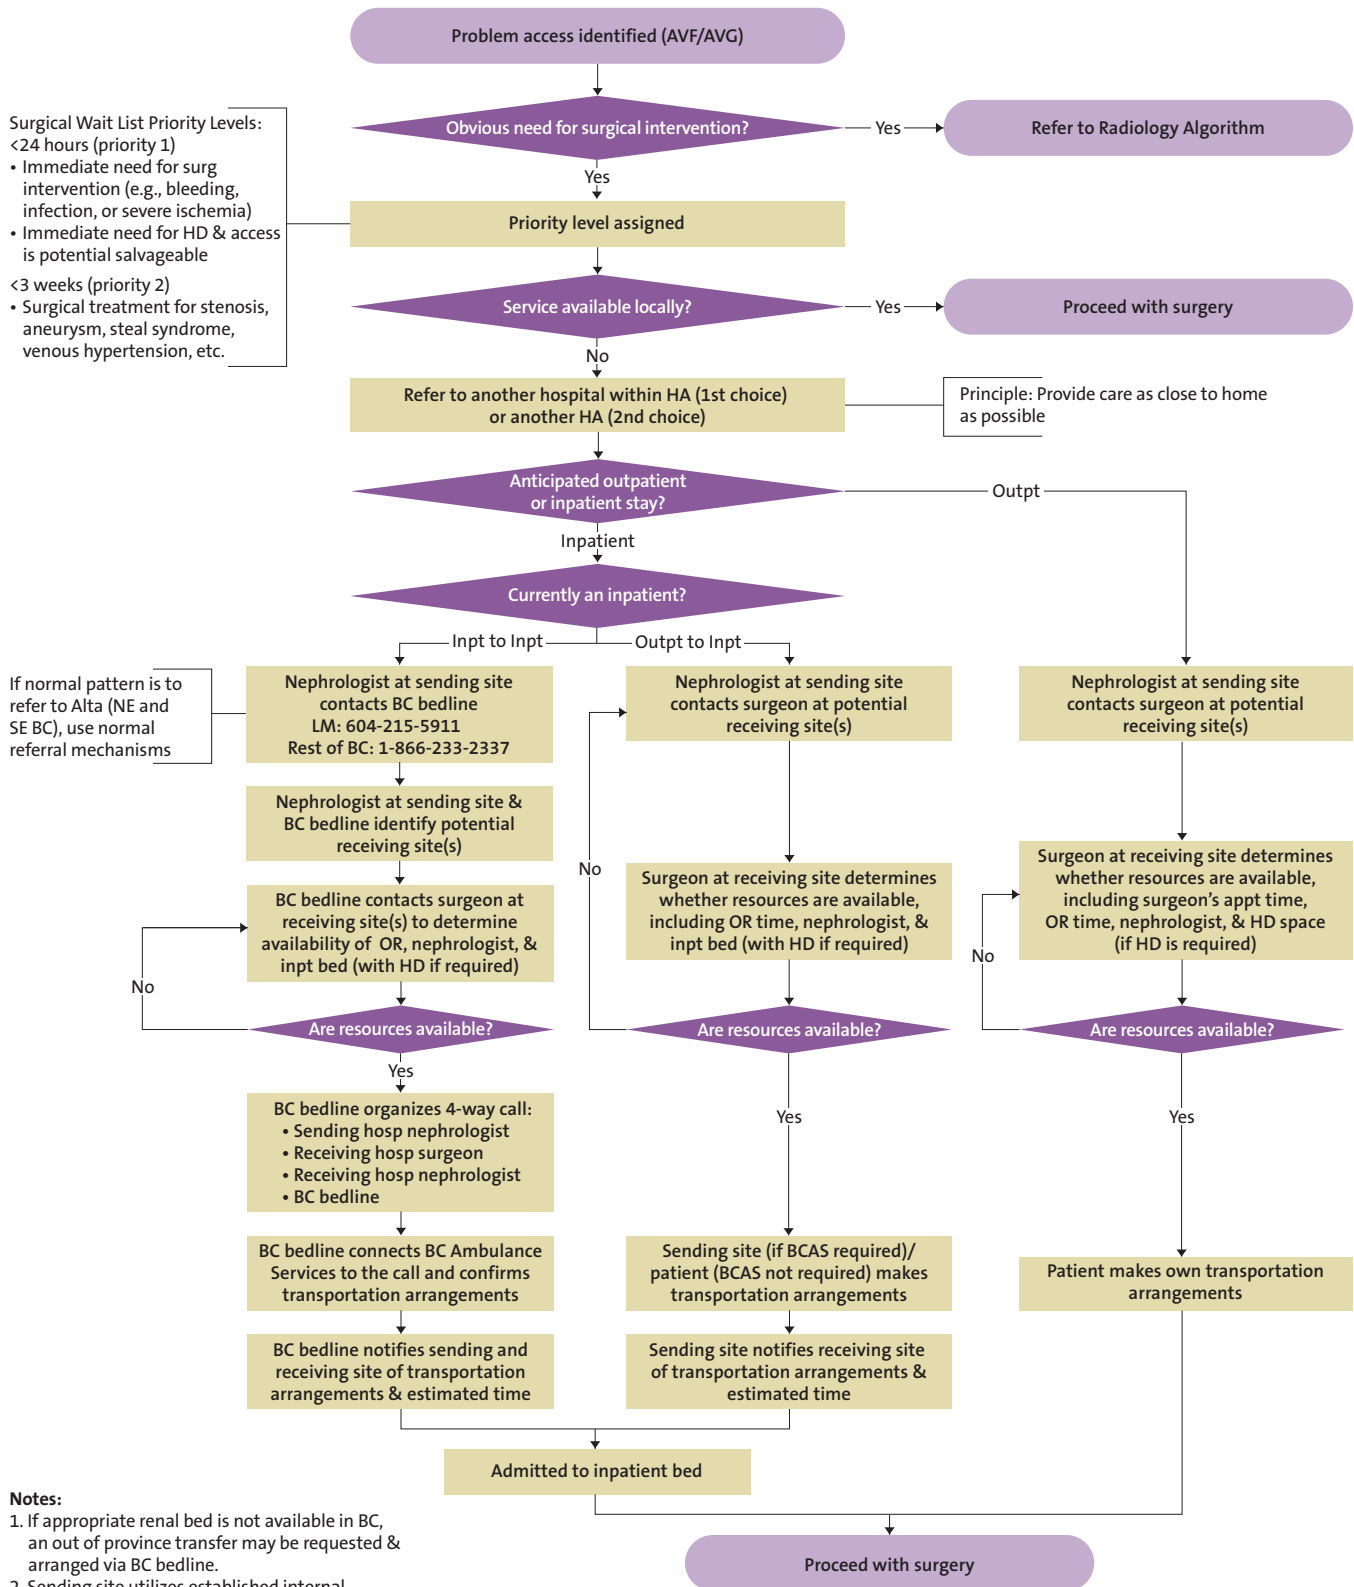 Problem access identified (AVF/AVG)
Obvious need for surgical intervention?
Yes
Refer to Radiology Algorithm
Yes
Surgical Wait List Priority Levels:
<24 hours (priority 1)
• Immediate need for surg
intervention (e.g., bleeding,
infection, or severe ischemia)
• Immediate need for HD & access
is potential salvageable
<3 weeks (priority 2)
• Surgical treatment for stenosis,
aneurysm, steal syndrome,
venous hypertension, etc.
Priority level assigned
Service available locally?
Yes
Proceed with surgery
No
Refer to another hospital within HA (1st choice)
or another HA (2nd choice)
Principle: Provide care as close to home
as possible
Anticipated outpatient
or inpatient stay?
Outpt
Inpatient
Currently an inpatient?
Inpt to Inpt
Outpt to Inpt
If normal pattern is to
refer to Alta (NE and
SE BC), use normal
referral mechanisms
Nephrologist at sending site
contacts BC bedline
LM: 604-215-5911
Rest of BC: 1-866-233-2337
Nephrologist at sending site &
BC bedline identify potential
receiving site(s)
BC bedline contacts surgeon at
receiving site(s) to determine
availability of OR, nephrologist, &
inpt bed (with HD if required)
No
Are resources available?
Yes
BC bedline organizes 4-way call:
• Sending hosp nephrologist
• Receiving hosp surgeon
• Receiving hosp nephrologist
• BC bedline
BC bedline connects BC Ambulance
Services to the call and confirms
transportation arrangements
BC bedline notifies sending and
receiving site of transportation
arrangements & estimated time
Nephrologist at sending site
contacts surgeon at potential
receiving site(s)
No
Surgeon at receiving site determines
whether resources are available,
including OR time, nephrologist, &
inpt bed (with HD if required)
Are resources available?
Yes
Sending site (if BCAS required)/
patient (BCAS not required) makes
transportation arrangements
Sending site notifies receiving site
of transportation arrangements &
estimated time
Nephrologist at sending site
contacts surgeon at potential
receiving site(s)
Surgeon at receiving site determines
whether resources are available,
including surgeon's appt time,
OR time, nephrologist, & HD space
(if HD is required)
No
Are resources available?
Yes
Patient makes own transportation
arrangements
Admitted to inpatient bed
Proceed with surgery
Notes:
1. If appropriate renal bed is not available in BC,
an out of province transfer may be requested &
arranged via BC bedline.
2. Sending site utilizes established internal